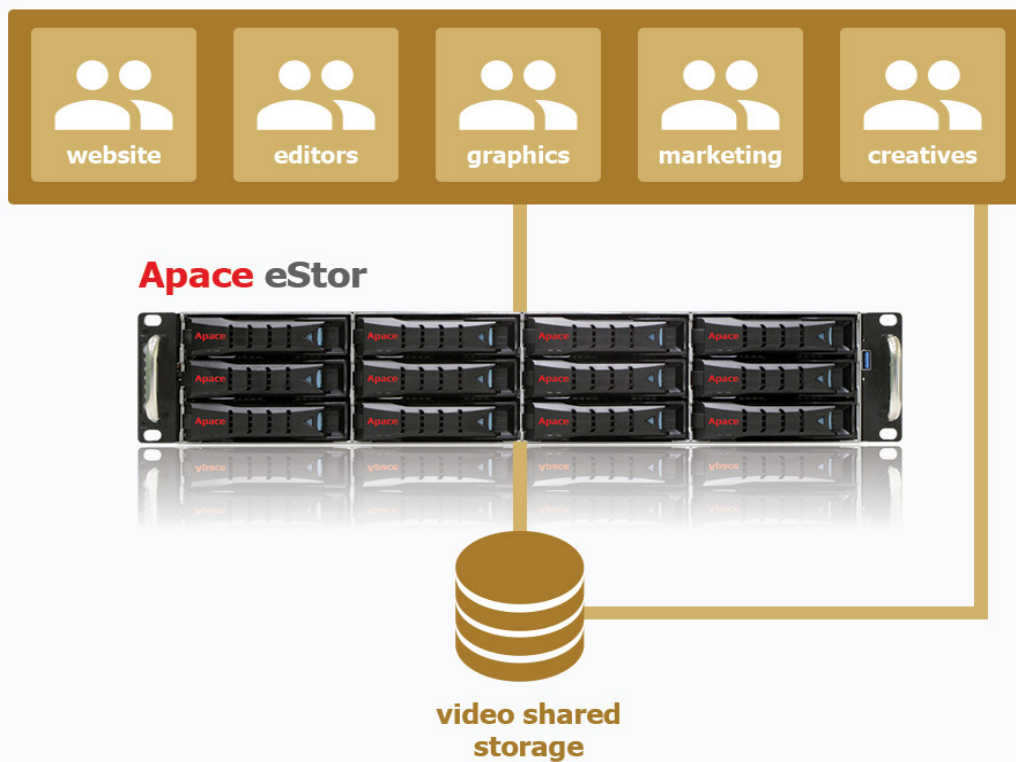 website
editors
graphics
marketing
creatives
Apace eStor
Apace
Apace
Apace
Apace
Apace
Apace
Apace
Apace
Apace
Apace
Apace
Apace
video shared
storage